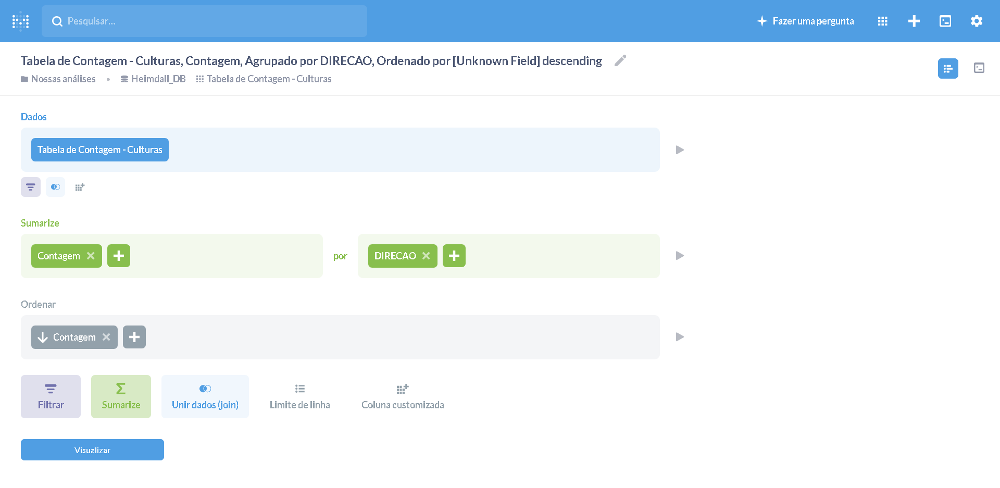 Pesquisar...
Fazer uma pergunta
Tabela de Contagem - Culturas, Contagem, Agrupado por DIRECAO, Ordenado por [Unknown Field] descending
Nossas análises • Heimdall_DB Tabela de Contagem - Culturas
Dados
Tabela de Contagem - Culturas
Sumarize
Contagem
por
DIRECAO
Ordenar
Contagem
Filtrar
Sumarize
Unir dados (join)
Limite de linha
Coluna customizada
Visualizar